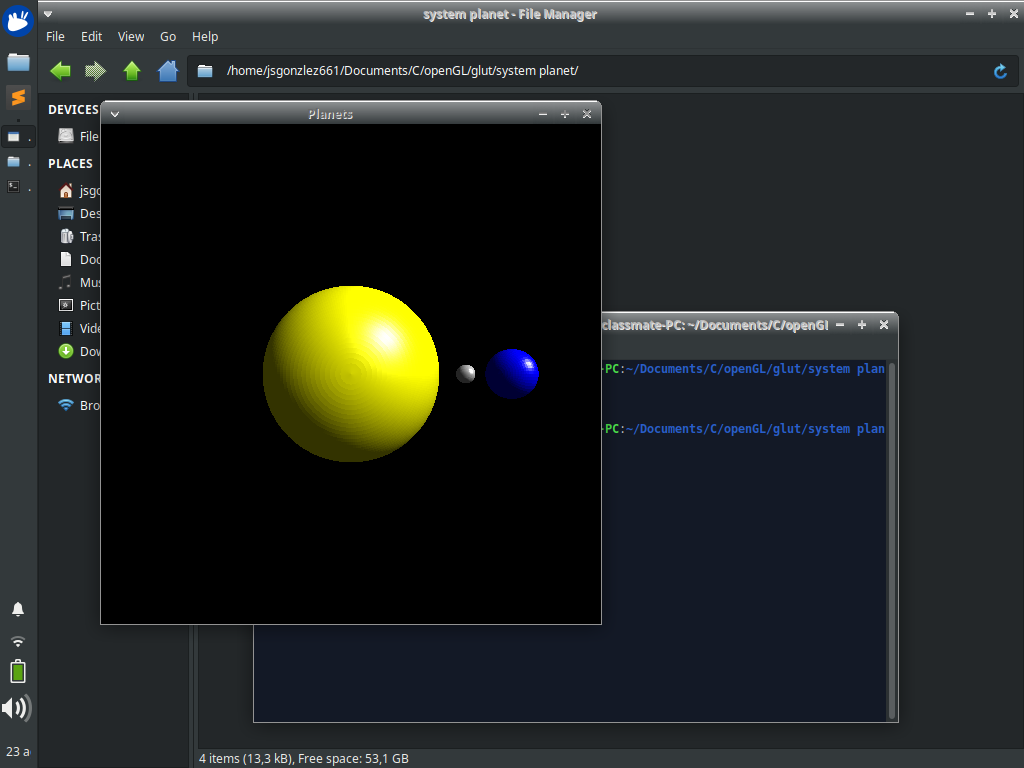 system planet - File Manager
File Edit View Go Help
/home/jsgonzlez661/Documents/C/openGL/glut/system planet/
DEVICES
File
PLACES
jsgo
Des
Tras
Doc
Mus
Pict
Vide
Dow
NETWOR
Bro
Planets
classmate-PC: ~/Documents/C/openGl
-PC:~/Documents/C/openGL/glut/system plan
-PC:~/Documents/C/openGL/glut/system plan
23 a
4 items (13,3 kB), Free space: 53,1 GB